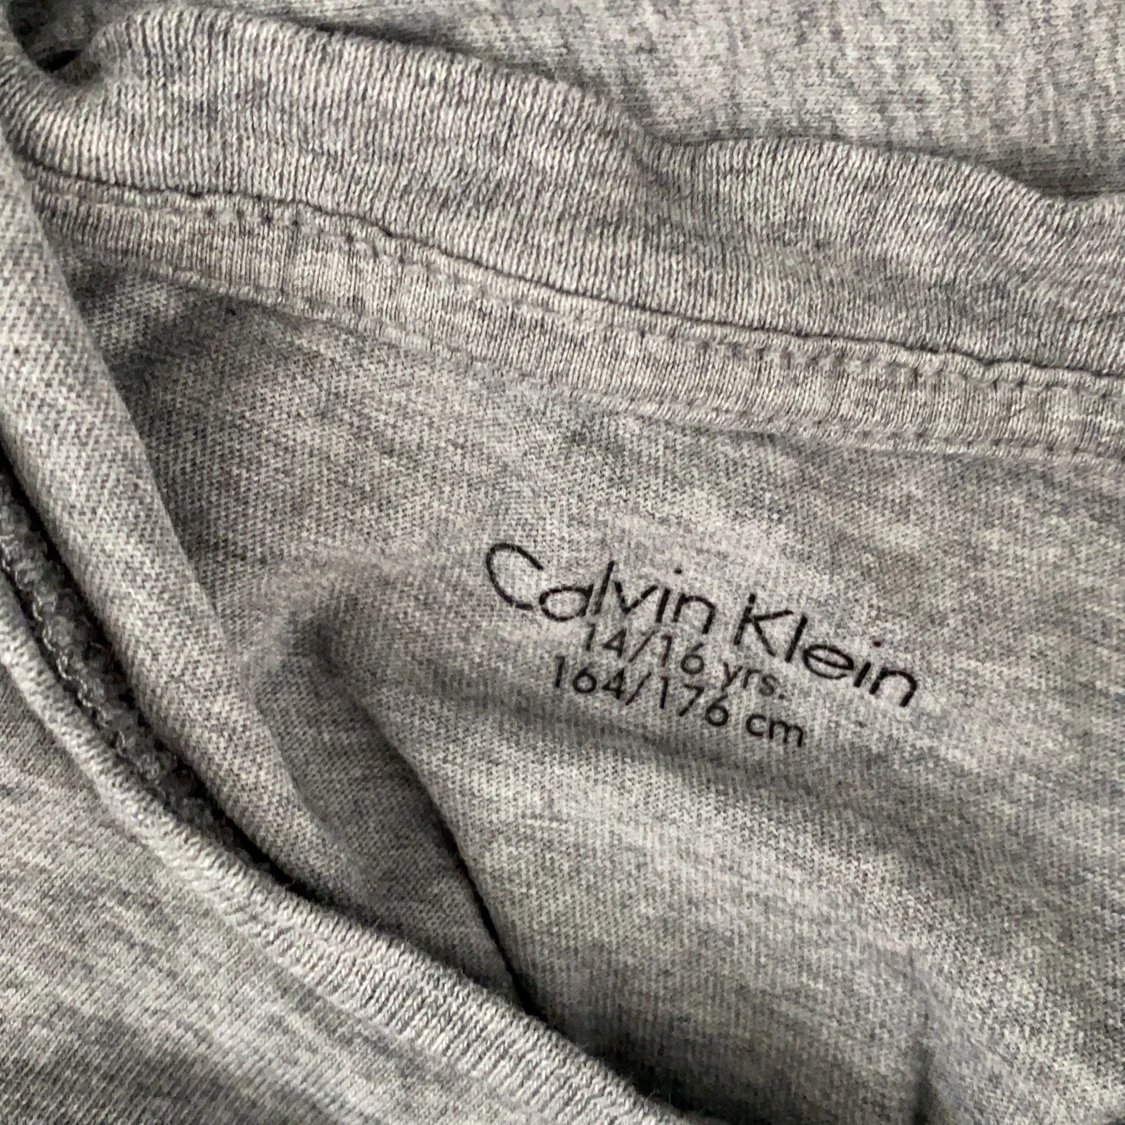 Calvin Klein
14/16 yrs.
164/176 cm